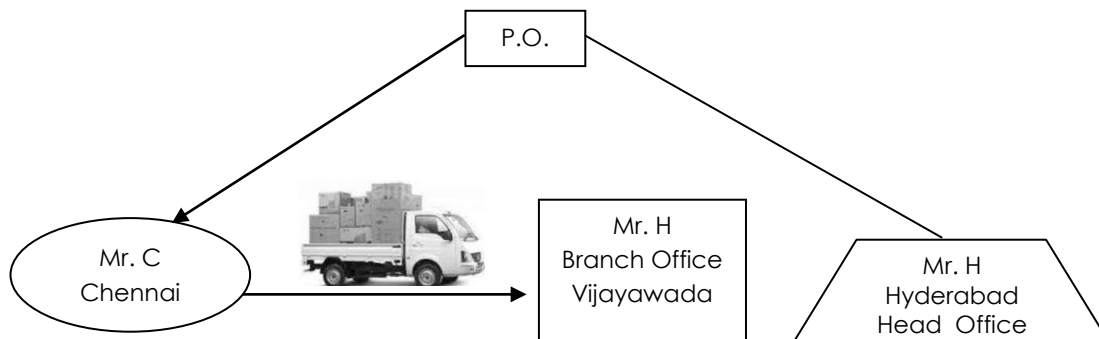 P.O.
Mr. C
Chennai
Mr. H
Branch Office
Vijayawada
Mr. H
Hyderabad
Head Office